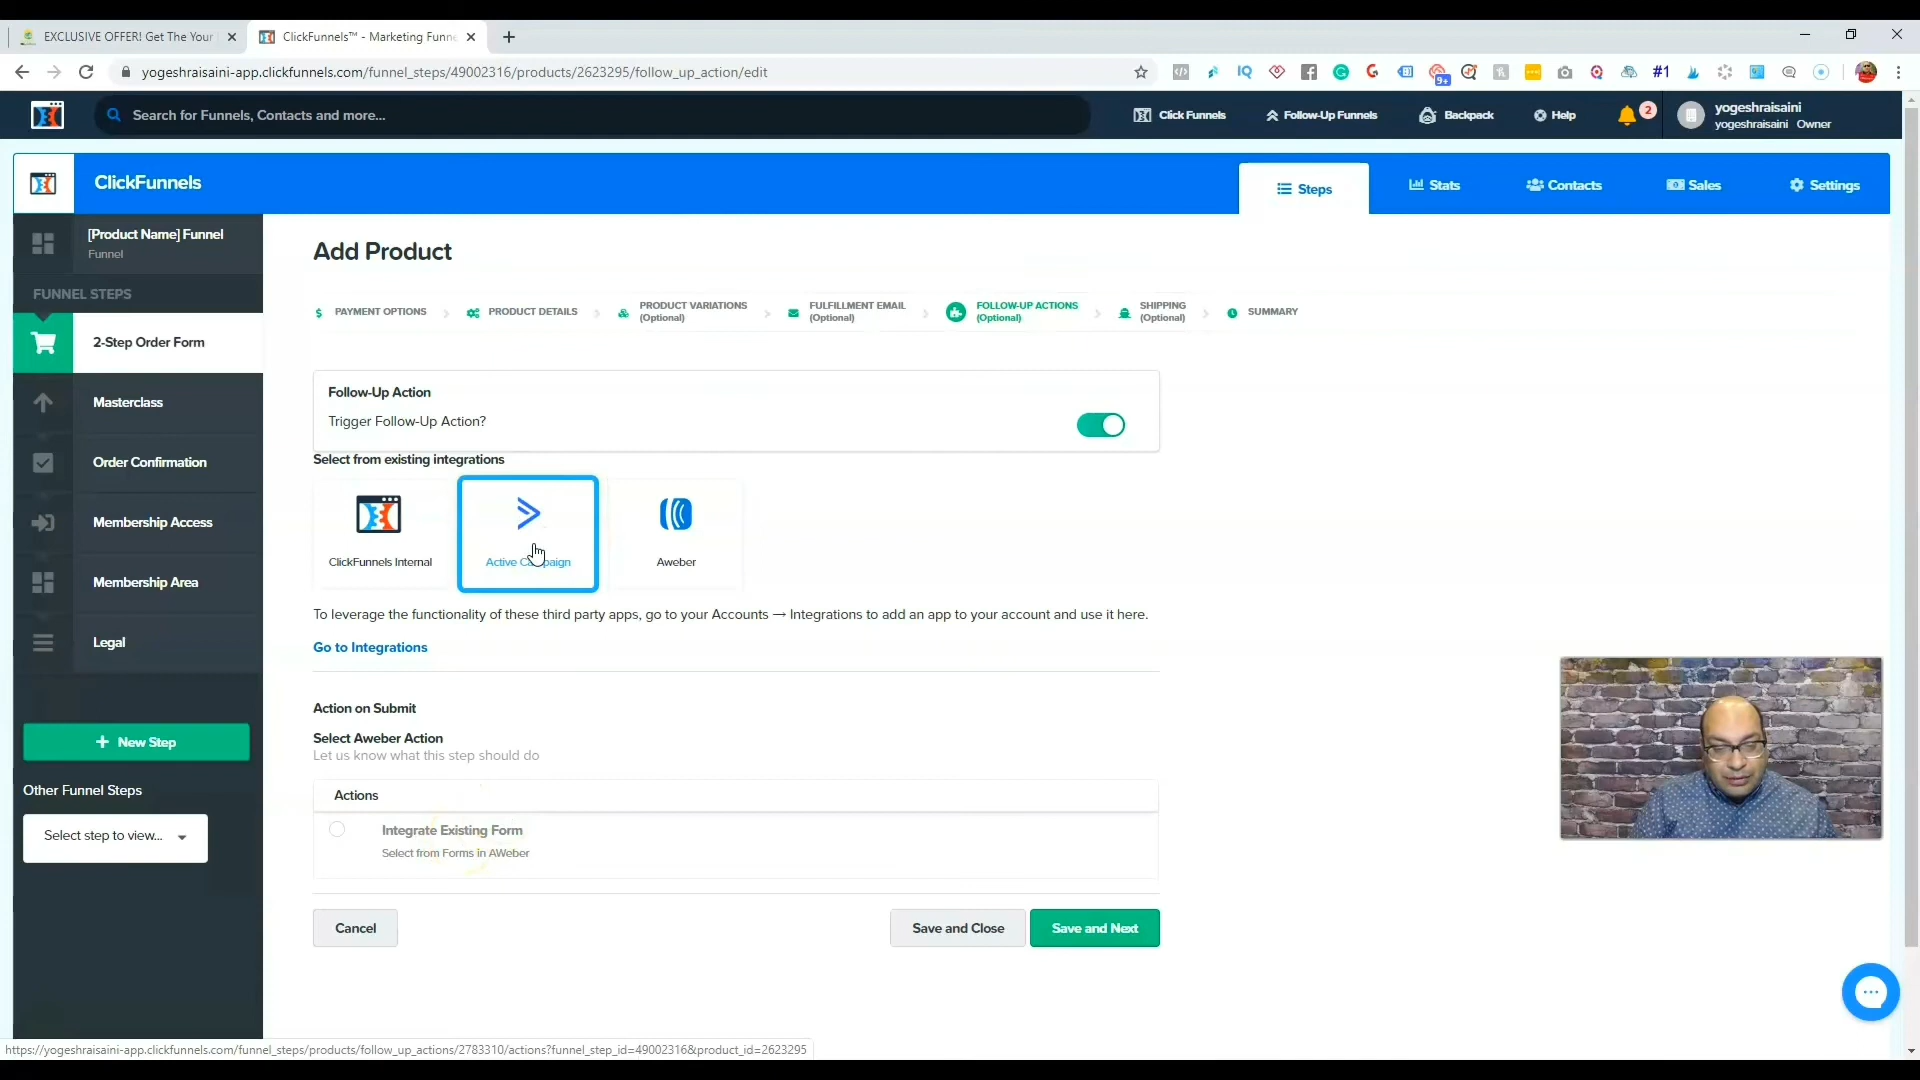 EXCLUSIVE OFFER! Get The Your
ClickFunnels™ - Marketing Funne
yogeshraisaini-app.clickfunnels.com/funnel_steps/49002316/products/2623295/follow_up_action/edit
IQ
9+
#1
Search for Funnels, Contacts and more...
Click Funnels
Follow-Up Funnels
Backpack
Help
2
yogeshraisaini
yogeshraisaini Owner
ClickFunnels
Steps
Stats
Contacts
Sales
Settings
[Product Name] Funnel
Funnel
FUNNEL STEPS
2-Step Order Form
Masterclass
Order Confirmation
Membership Access
Membership Area
Legal
+ New Step
Other Funnel Steps
Select step to view...
Add Product
$ PAYMENT OPTIONS
PRODUCT DETAILS
PRODUCT VARIATIONS
(Optional)
FULFILLMENT EMAIL
(Optional)
FOLLOW-UP ACTIONS
(Optional)
SHIPPING
(Optional)
SUMMARY
Follow-Up Action
Trigger Follow-Up Action?
Select from existing integrations
ClickFunnels Internal
Active Campaign
Aweber
To leverage the functionality of these third party apps, go to your Accounts → Integrations to add an app to your account and use it here.
Go to Integrations
Action on Submit
Select Aweber Action
Let us know what this step should do
Actions
Integrate Existing Form
Select from Forms in AWeber
Cancel
Save and Close
Save and Next
https://yogeshraisaini-app.clickfunnels.com/funnel_steps/products/follow_up_actions/2783310/actions?funnel_step_id=49002316&product_id=2623295